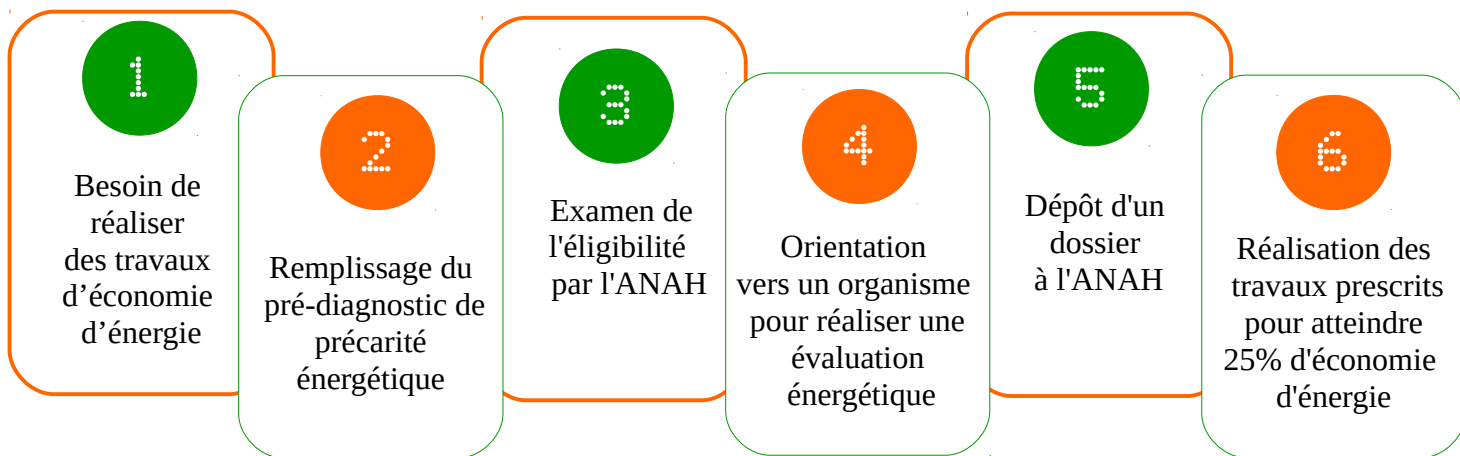 1
Besoin de
réaliser
des travaux
d’économie
d’énergie
2
Remplissage du
pré-diagnostic de
précarité
énergétique
3
Examen de
l'éligibilité
par l'ANAH
4
Orientation
vers un organisme
pour réaliser une
évaluation
énergétique
5
Dépôt d'un
dossier
à l'ANAH
6
Réalisation des
travaux prescrits
pour atteindre
25% d'économie
d'énergie